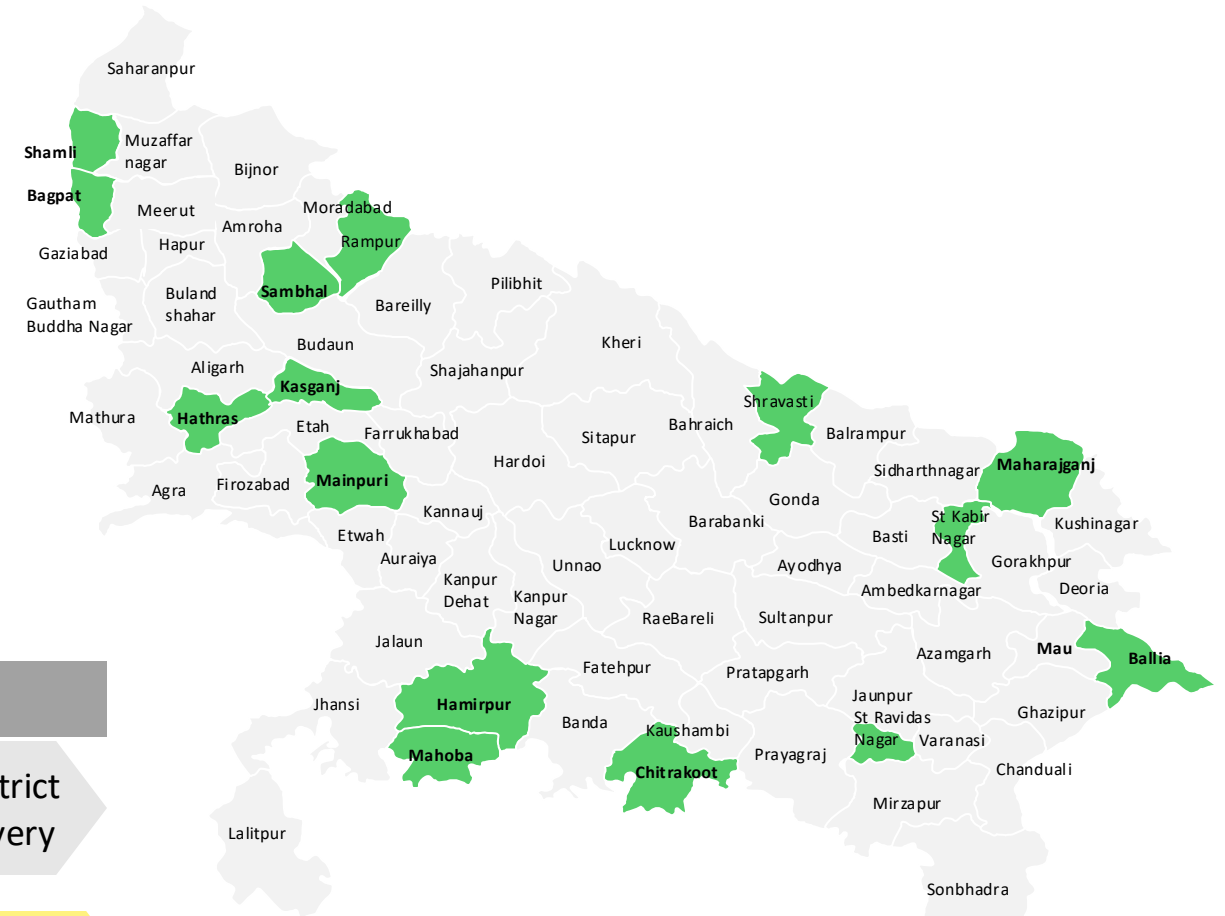 Saharanpur
Shamli
Muzaffar
nagar
Bijnor
Bagpat
Meerut
Moradabad
Amroha
Rampur
Gaziabad
Hapur
Sambhal
Pilibhit
Gautham
Buddha Nagar
Buland
shahar
Bareilly
Budaun
Kheri
Aligarh
Shajahanpur
Kasganj
Shravasti
Mathura
Hathras
Etah
Farrukhabad
Sitapur
Bahraich
Balrampur
Hardoi
Sidharthnagar
Maharajganj
Agra
Firozabad
Mainpuri
Gonda
Kannauj
Barabanki
St Kabir
Nagar
Kushinagar
Etwah
Basti
Lucknow
Auraiya
Unnao
Ayodhya
Gorakhpur
Kanpur
Dehat
Ambedkarnagar
Deoria
Kanpur
Nagar
RaeBareli
Sultanpur
Jalaun
Azamgarh
Mau
Ballia
Fatehpur
Pratapgarh
Jhansi
Hamirpur
Jaunpur
St Ravidas
Nagar
Ghazipur
Banda
Kaushambi
Varanasi
Mahoba
Prayagraj
Chitrakoot
Chanduali
trict
very
Mirzapur
Lalitpur
Sonbhadra